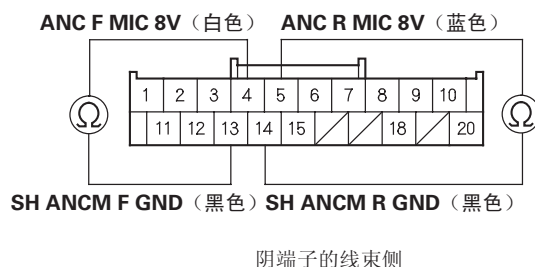 ANC F MIC 8V（白色） ANC R MIC 8V（蓝色）
1 2 3 4 5 6 7 8 9 10
Ω Ω
11 12 13 14 15 18 20
SH ANCM F GND（黑色） SH ANCM R GND（黑色）
阴端子的线束侧